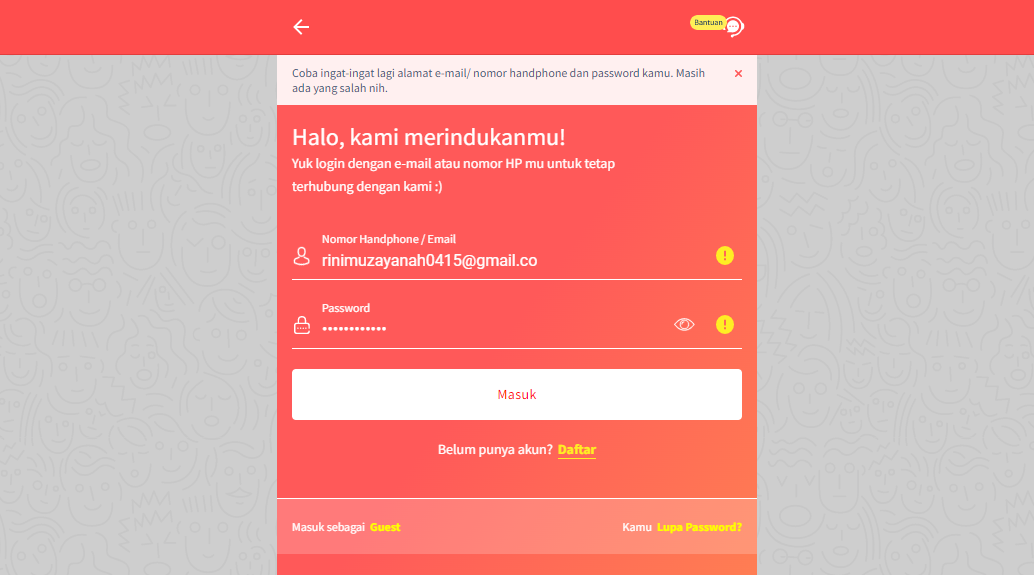 Bantuan
Coba ingat-ingat lagi alamat e-mail/ nomor handphone dan password kamu. Masih
ada yang salah nih.
Halo, kami merindukanmu!
Yuk login dengan e-mail atau nomor HP mu untuk tetap
terhubung dengan kami :)
Nomor Handphone / Email
rinimuzayanah0415@gmail.co
Password
••••••••••••
Masuk
Belum punya akun? Daftar
Masuk sebagai Guest
Kamu Lupa Password?